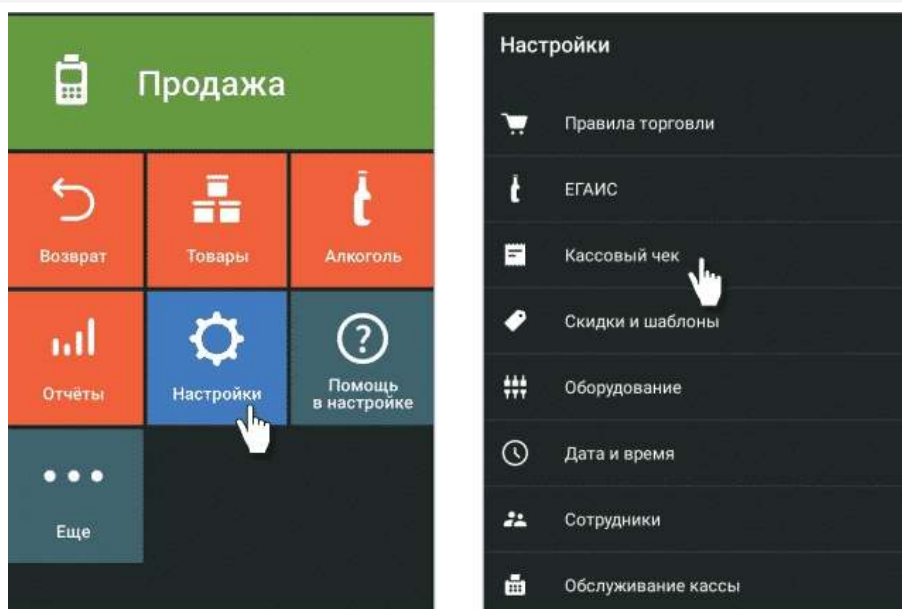 Продажа
Возврат
Товары
Алкоголь
Отчёты
Настройки
Помощь
в настройке
Еще
Настройки
Правила торговли
ЕГАИС
Кассовый чек
Скидки и шаблоны
Оборудование
Дата и время
Сотрудники
Обслуживание кассы